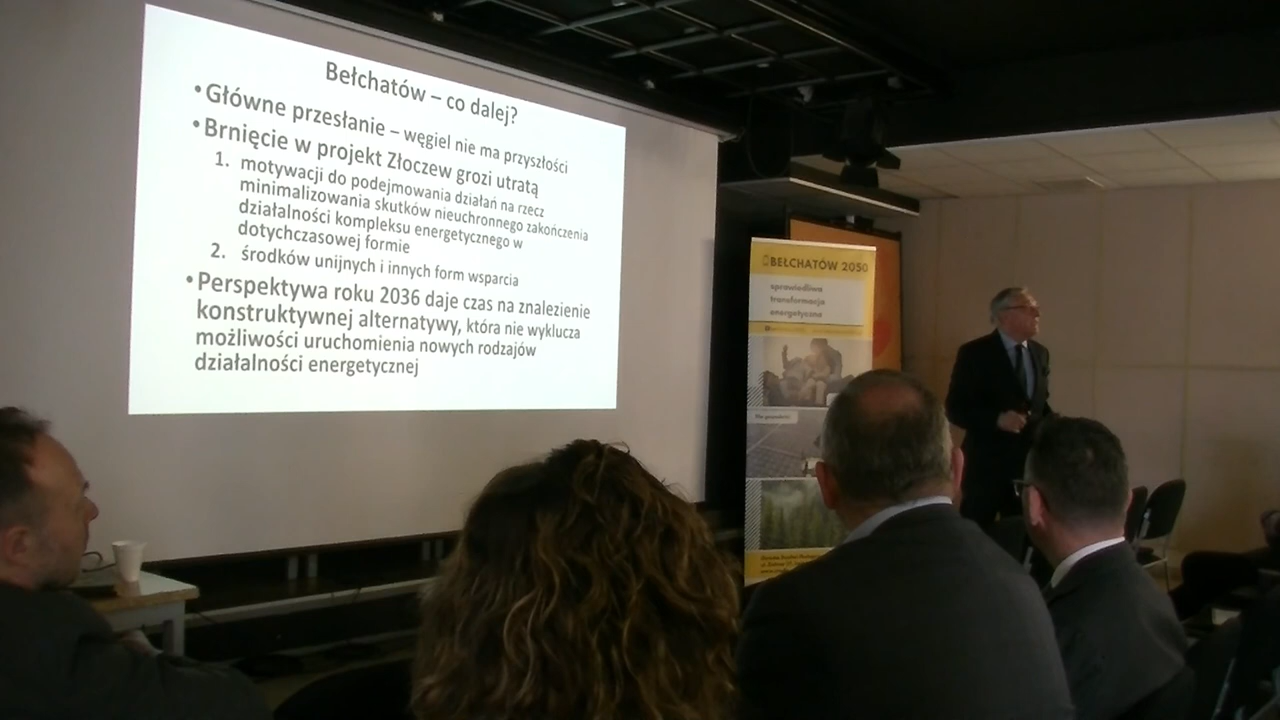 Bełchatów – co dalej?
•Główne przesłanie – węgiel nie ma przyszłości
•Brnięcie w projekt Złoczew grozi utratą
1. motywacji do podejmowania działań na rzecz
minimalizowania skutków nieuchronnego zakończenia
działalności kompleksu energetycznego w
dotychczasowej formie
2. środków unijnych i innych form wsparcia
•Perspektywa roku 2036 daje czas na znalezienie
konstruktywnej alternatywy, która nie wyklucza
możliwości uruchomienia nowych rodzajów
działalności energetycznej
BEŁCHATÓW 2050
sprawiedliwa
transformacja
energetyczna